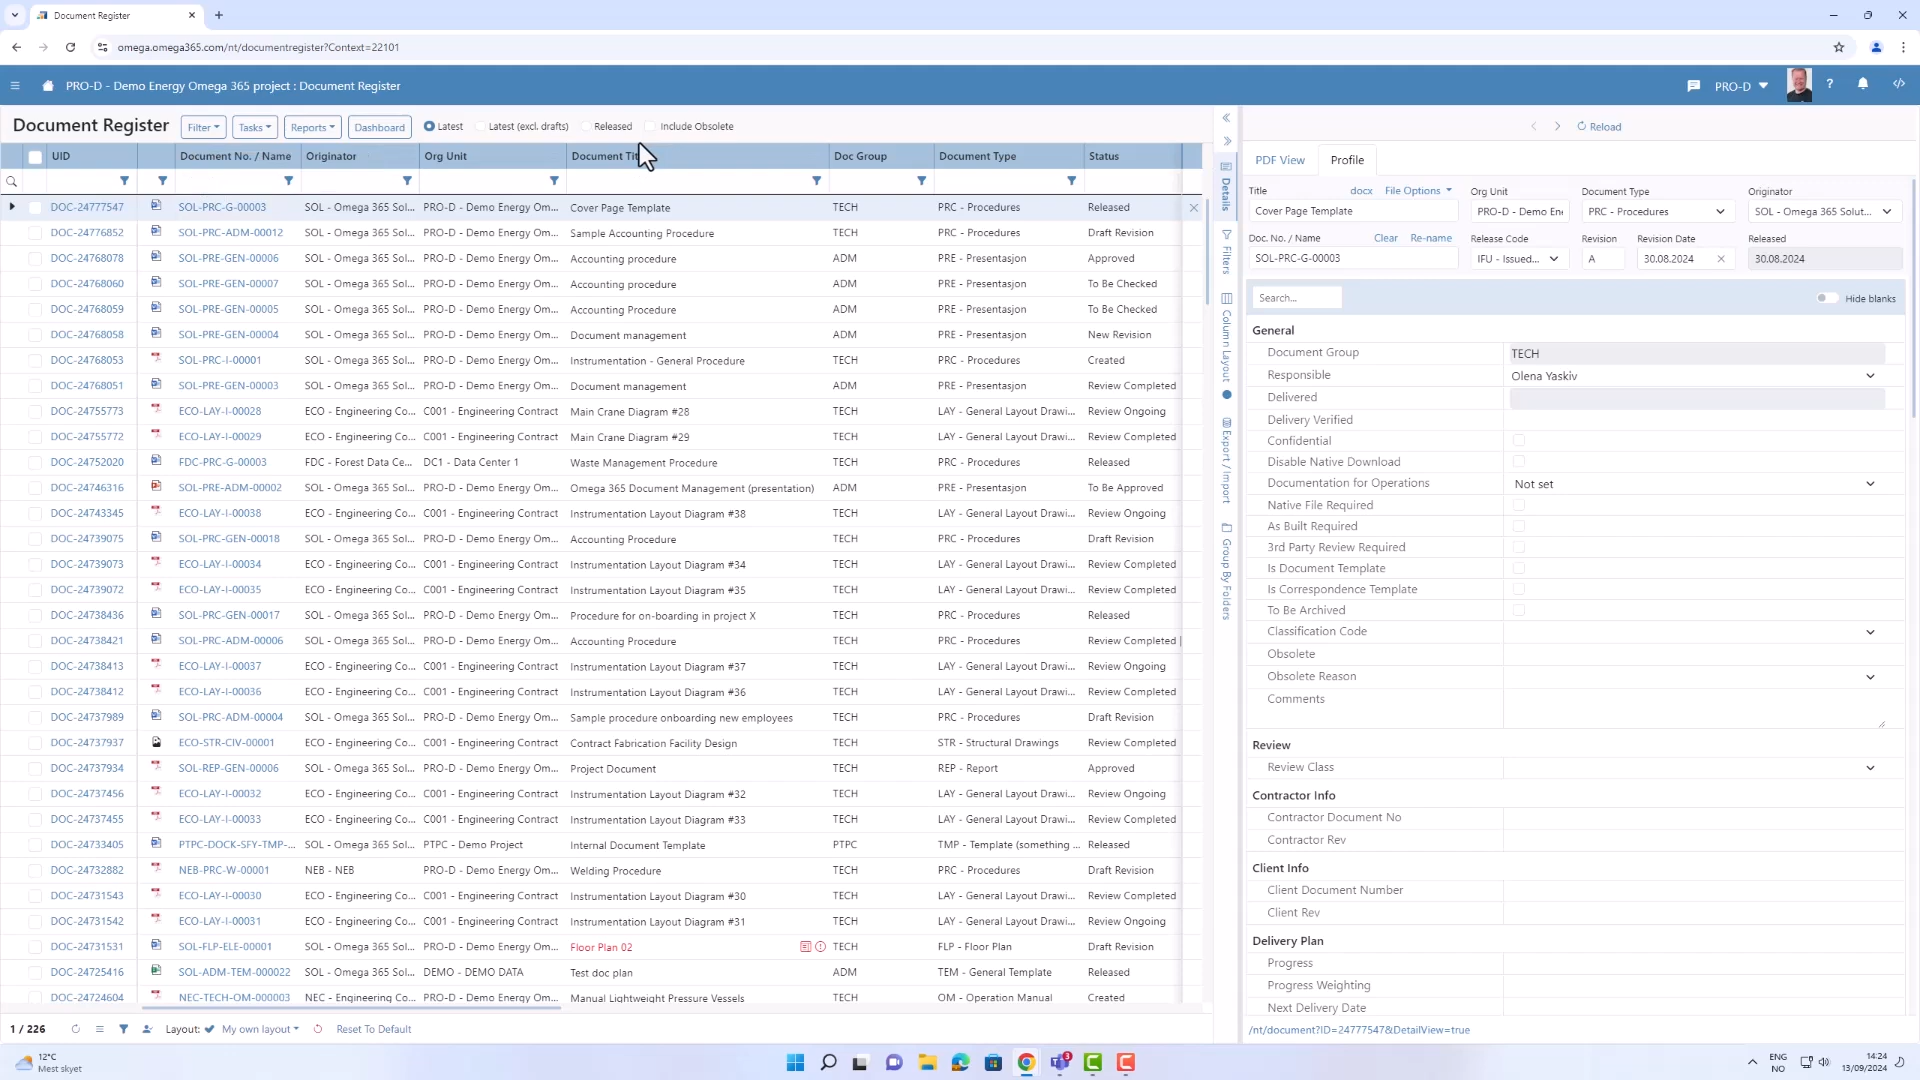 Document Register
omega.omega365.com/nt/documentregister?Context=22101
PRO-D - Demo Energy Omega 365 project : Document Register
PRO-D
Document Register
Filter
Tasks
Reports
Dashboard
Latest
Latest (excl. drafts)
Released
Include Obsolete
UID Document No. / Name Originator Org Unit Document Tit Doc Group Document Type Status
DOC-24777547 SOL-PRC-G-00003 SOL - Omega 365 Sol... PRO-D - Demo Energy Om... Cover Page Template TECH PRC - Procedures Released
DOC-24776852 SOL-PRC-ADM-00012 SOL - Omega 365 Sol... PRO-D - Demo Energy Om... Sample Accounting Procedure TECH PRC - Procedures Draft Revision
DOC-24768078 SOL-PRE-GEN-00006 SOL - Omega 365 Sol... PRO-D - Demo Energy Om... Accounting procedure ADM PRE - Presentasjon Approved
DOC-24768060 SOL-PRE-GEN-00007 SOL - Omega 365 Sol... PRO-D - Demo Energy Om... Accounting procedure ADM PRE - Presentasjon To Be Checked
DOC-24768059 SOL-PRE-GEN-00005 SOL - Omega 365 Sol... PRO-D - Demo Energy Om... Accounting Procedure ADM PRE - Presentasjon To Be Checked
DOC-24768058 SOL-PRE-GEN-00004 SOL - Omega 365 Sol... PRO-D - Demo Energy Om... Document management ADM PRE - Presentasjon New Revision
DOC-24768053 SOL-PRC-I-00001 SOL - Omega 365 Sol... PRO-D - Demo Energy Om... Instrumentation - General Procedure TECH PRC - Procedures Created
DOC-24768051 SOL-PRE-GEN-00003 SOL - Omega 365 Sol... PRO-D - Demo Energy Om... Document management ADM PRE - Presentasjon Review Completed
DOC-24755773 ECO-LAY-I-00028 ECO - Engineering Co... C001 - Engineering Contract Main Crane Diagram #28 TECH LAY - General Layout Drawi... Review Ongoing
DOC-24755772 ECO-LAY-I-00029 ECO - Engineering Co... C001 - Engineering Contract Main Crane Diagram #29 TECH LAY - General Layout Drawi... Review Completed
DOC-24752020 FDC-PRC-G-00003 FDC - Forest Data Ce... DC1 - Data Center 1 Waste Management Procedure TECH PRC - Procedures Released
DOC-24746316 SOL-PRE-ADM-00002 SOL - Omega 365 Sol... PRO-D - Demo Energy Om... Omega 365 Document Management (presentation) ADM PRE - Presentasjon To Be Approved
DOC-24743345 ECO-LAY-I-00038 ECO - Engineering Co... C001 - Engineering Contract Instrumentation Layout Diagram #38 TECH LAY - General Layout Drawi... Review Ongoing
DOC-24739075 SOL-PRC-GEN-00018 SOL - Omega 365 Sol... PRO-D - Demo Energy Om... Accounting Procedure TECH PRC - Procedures Draft Revision
DOC-24739073 ECO-LAY-I-00034 ECO - Engineering Co... C001 - Engineering Contract Instrumentation Layout Diagram #34 TECH LAY - General Layout Drawi... Review Completed
DOC-24739072 ECO-LAY-I-00035 ECO - Engineering Co... C001 - Engineering Contract Instrumentation Layout Diagram #35 TECH LAY - General Layout Drawi... Review Completed
DOC-24738436 SOL-PRC-GEN-00017 SOL - Omega 365 Sol... PRO-D - Demo Energy Om... Procedure for on-boarding in project X TECH PRC - Procedures Released
DOC-24738421 SOL-PRC-ADM-00006 SOL - Omega 365 Sol... PRO-D - Demo Energy Om... Accounting Procedure TECH PRC - Procedures Review Completed |
DOC-24738413 ECO-LAY-I-00037 ECO - Engineering Co... C001 - Engineering Contract Instrumentation Layout Diagram #37 TECH LAY - General Layout Drawi... Review Ongoing
DOC-24738412 ECO-LAY-I-00036 ECO - Engineering Co... C001 - Engineering Contract Instrumentation Layout Diagram #36 TECH LAY - General Layout Drawi... Review Completed
DOC-24737989 SOL-PRC-ADM-00004 SOL - Omega 365 Sol... PRO-D - Demo Energy Om... Sample procedure onboarding new employees TECH PRC - Procedures Draft Revision
DOC-24737937 ECO-STR-CIV-00001 ECO - Engineering Co... C001 - Engineering Contract Contract Fabrication Facility Design TECH STR - Structural Drawings Review Completed
DOC-24737934 SOL-REP-GEN-00006 SOL - Omega 365 Sol... PRO-D - Demo Energy Om... Project Document TECH REP - Report Approved
DOC-24737456 ECO-LAY-I-00032 ECO - Engineering Co... C001 - Engineering Contract Instrumentation Layout Diagram #32 TECH LAY - General Layout Drawi... Review Ongoing
DOC-24737455 ECO-LAY-I-00033 ECO - Engineering Co... C001 - Engineering Contract Instrumentation Layout Diagram #33 TECH LAY - General Layout Drawi... Review Completed
DOC-24733405 PTPC-DOCK-SFY-TMP-... SOL - Omega 365 Sol... PTPC - Demo Project Internal Document Template PTPC TMP - Template (something ... Released
DOC-24732882 NEB-PRC-W-00001 NEB - NEB PRO-D - Demo Energy Om... Welding Procedure TECH PRC - Procedures Draft Revision
DOC-24731543 ECO-LAY-I-00030 ECO - Engineering Co... C001 - Engineering Contract Instrumentation Layout Diagram #30 TECH LAY - General Layout Drawi... Review Completed
DOC-24731542 ECO-LAY-I-00031 ECO - Engineering Co... C001 - Engineering Contract Instrumentation Layout Diagram #31 TECH LAY - General Layout Drawi... Review Ongoing
DOC-24731531 SOL-FLP-ELE-00001 SOL - Omega 365 Sol... PRO-D - Demo Energy Om... Floor Plan 02 TECH FLP - Floor Plan Draft Revision
DOC-24725416 SOL-ADM-TEM-000022 SOL - Omega 365 Sol... DEMO - DEMO DATA Test doc plan ADM TEM - General Template Released
DOC-24724604 NEC-TECH-OM-000003 NEC - Engineering Co... PRO-D - Demo Energy Om... Manual Lightweight Pressure Vessels TECH OM - Operation Manual Created
1 / 226
Layout:
My own layout
Reset To Default
Details
Filters
Column Layout
Export / Import
Group By Folders
Reload
PDF View
Profile
Title docx File Options Org Unit Document Type Originator
Cover Page Template PRO-D - Demo En PRC - Procedures SOL - Omega 365 Solut...
Doc. No. / Name Clear Re-name Release Code Revision Revision Date Released
SOL-PRC-G-00003 IFU - Issued... A 30.08.2024 30.08.2024
Search...
Hide blanks
General
Document Group TECH
Responsible Olena Yaskiv
Delivered
Delivery Verified
Confidential
Disable Native Download
Documentation for Operations Not set
Native File Required
As Built Required
3rd Party Review Required
Is Document Template
Is Correspondence Template
To Be Archived
Classification Code
Obsolete
Obsolete Reason
Comments
Review
Review Class
Contractor Info
Contractor Document No
Contractor Rev
Client Info
Client Document Number
Client Rev
Delivery Plan
Progress
Progress Weighting
Next Delivery Date
/nt/document?ID=24777547&DetailView=true
12°C
Mest skyet
3
ENG
NO
14:24
13/09/2024